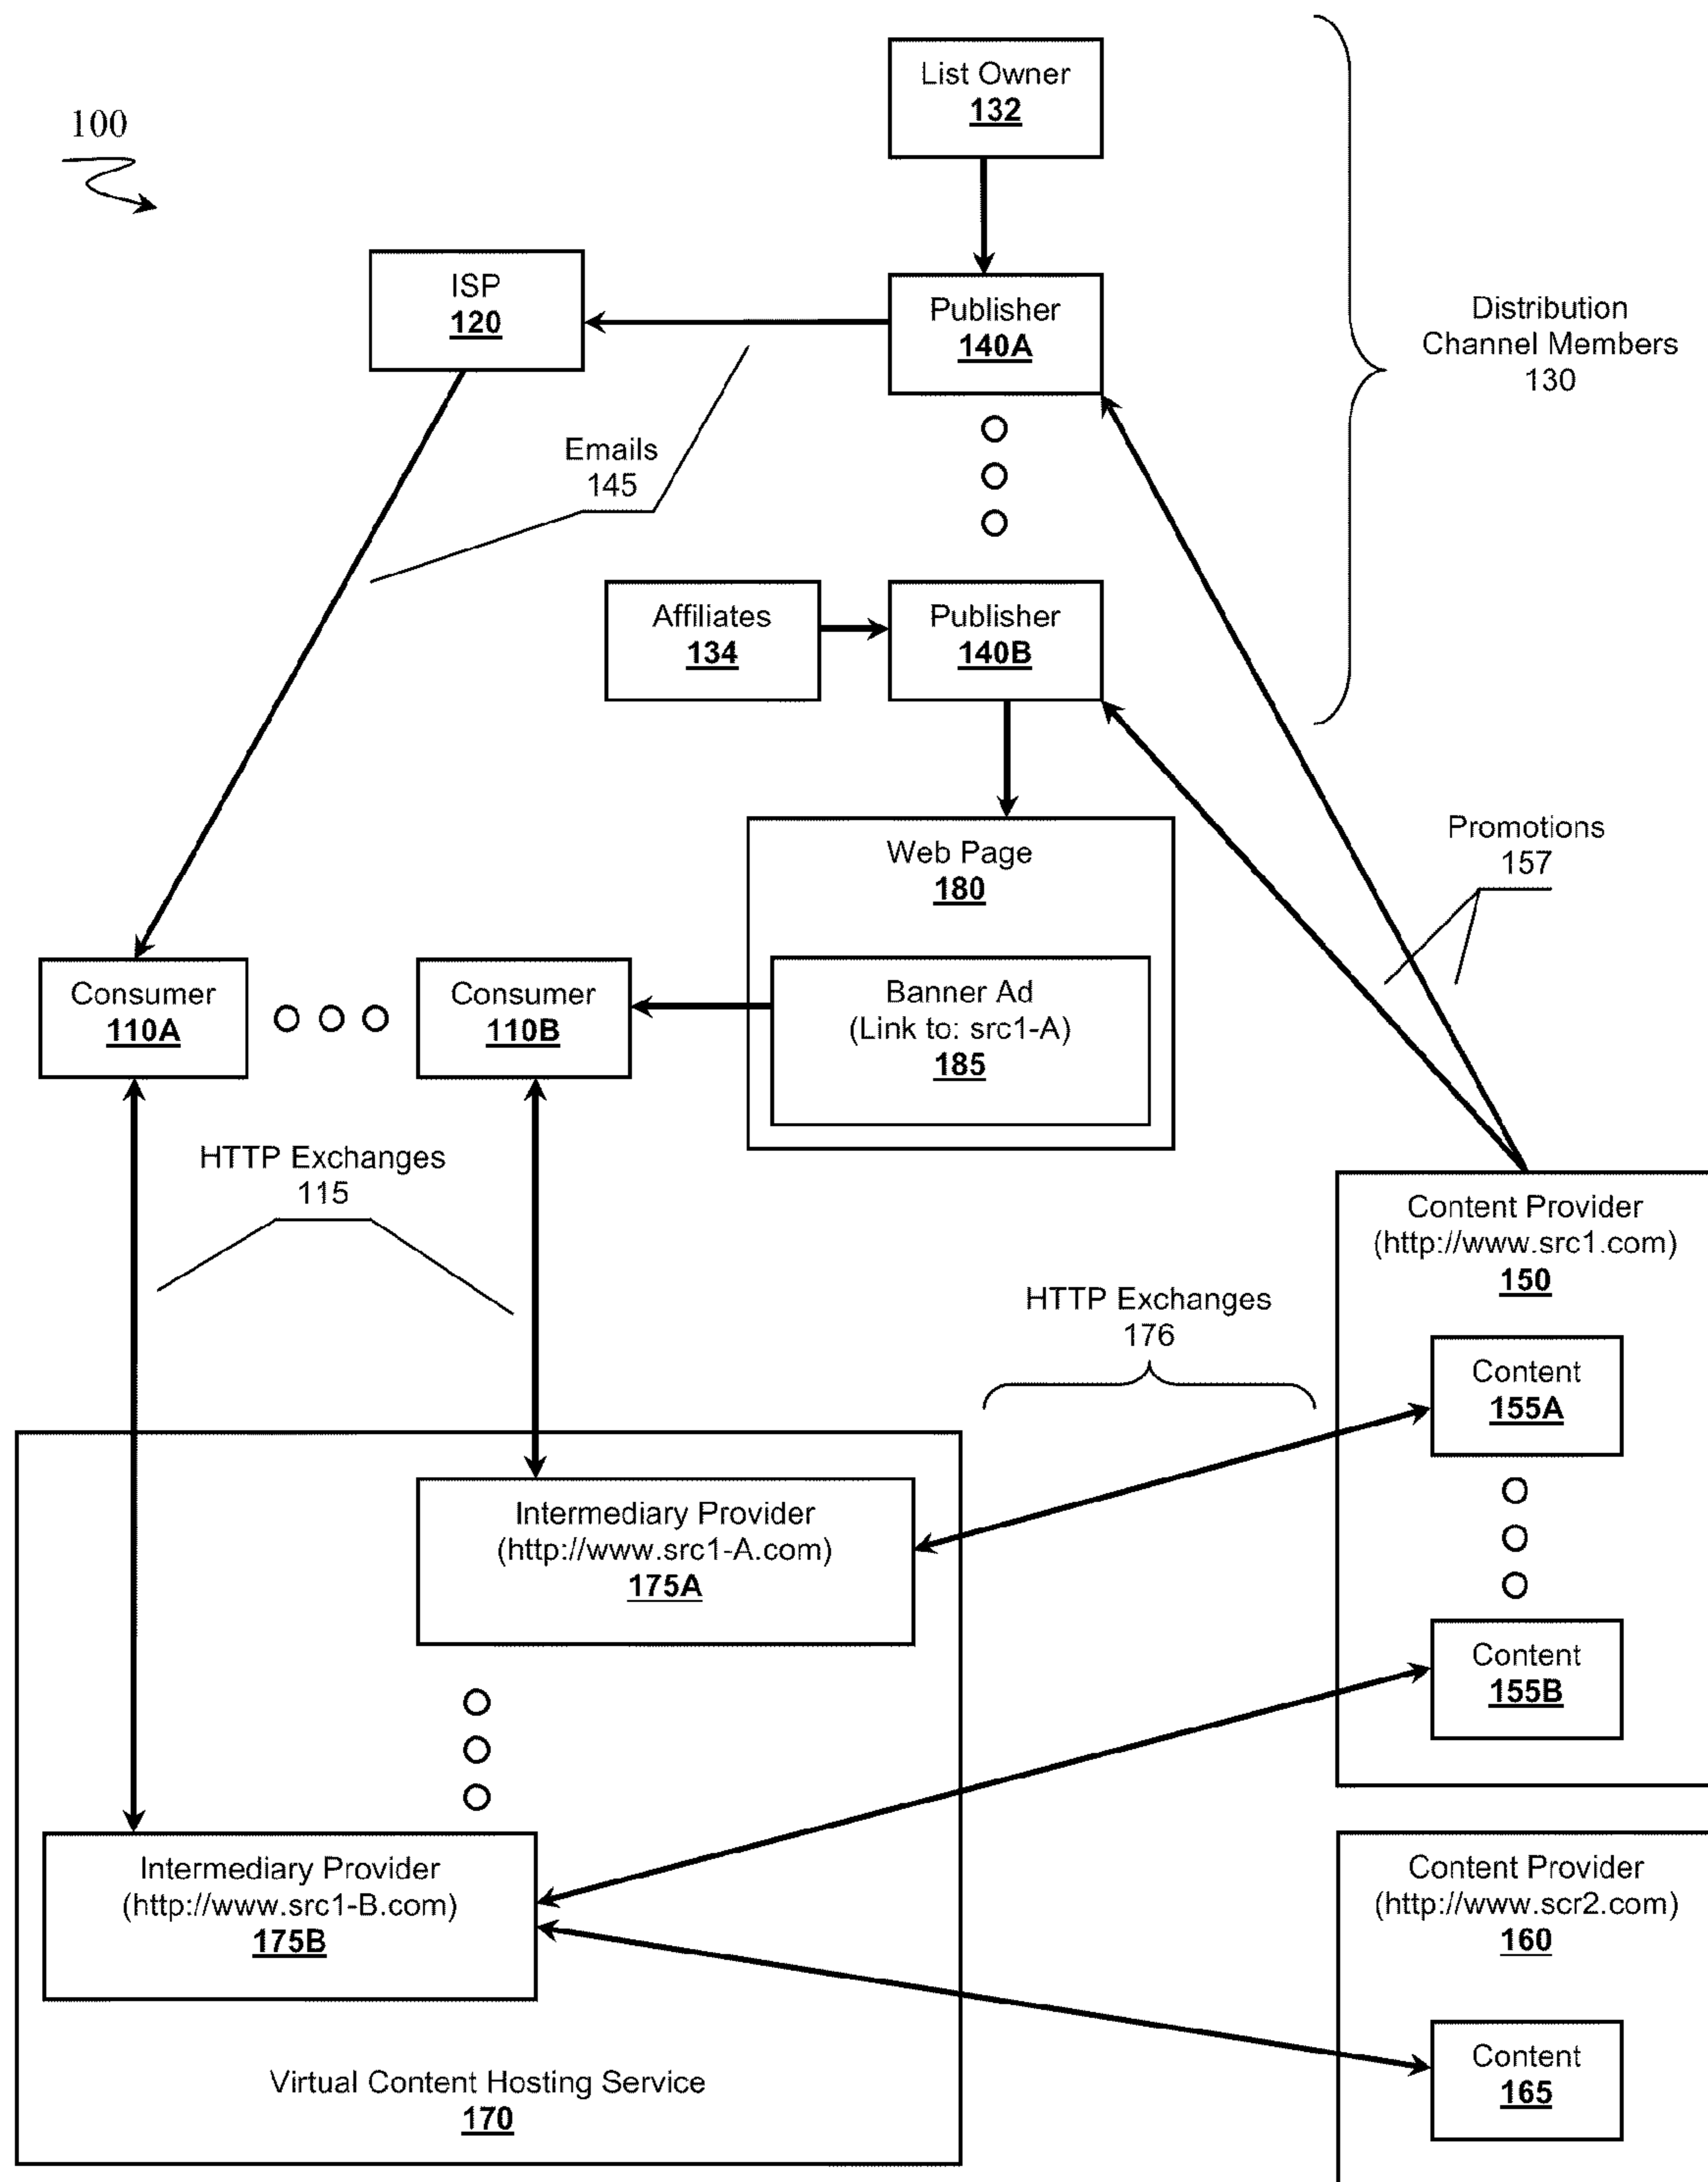 100
List Owner
132
ISP
120
Publisher
140A
Distribution
Channel Members
130
Emails
145
Affiliates
134
Publisher
140B
Promotions
157
Web Page
180
Consumer
110A
Consumer
110B
Banner Ad
(Link to: src1-A)
185
HTTP Exchanges
115
Content Provider
(http://www.src1.com)
150
HTTP Exchanges
176
Content
155A
Intermediary Provider
(http://www.src1-A.com)
175A
Content
155B
Intermediary Provider
(http://www.src1-B.com)
175B
Content Provider
(http://www.scr2.com)
160
Content
165
Virtual Content Hosting Service
170